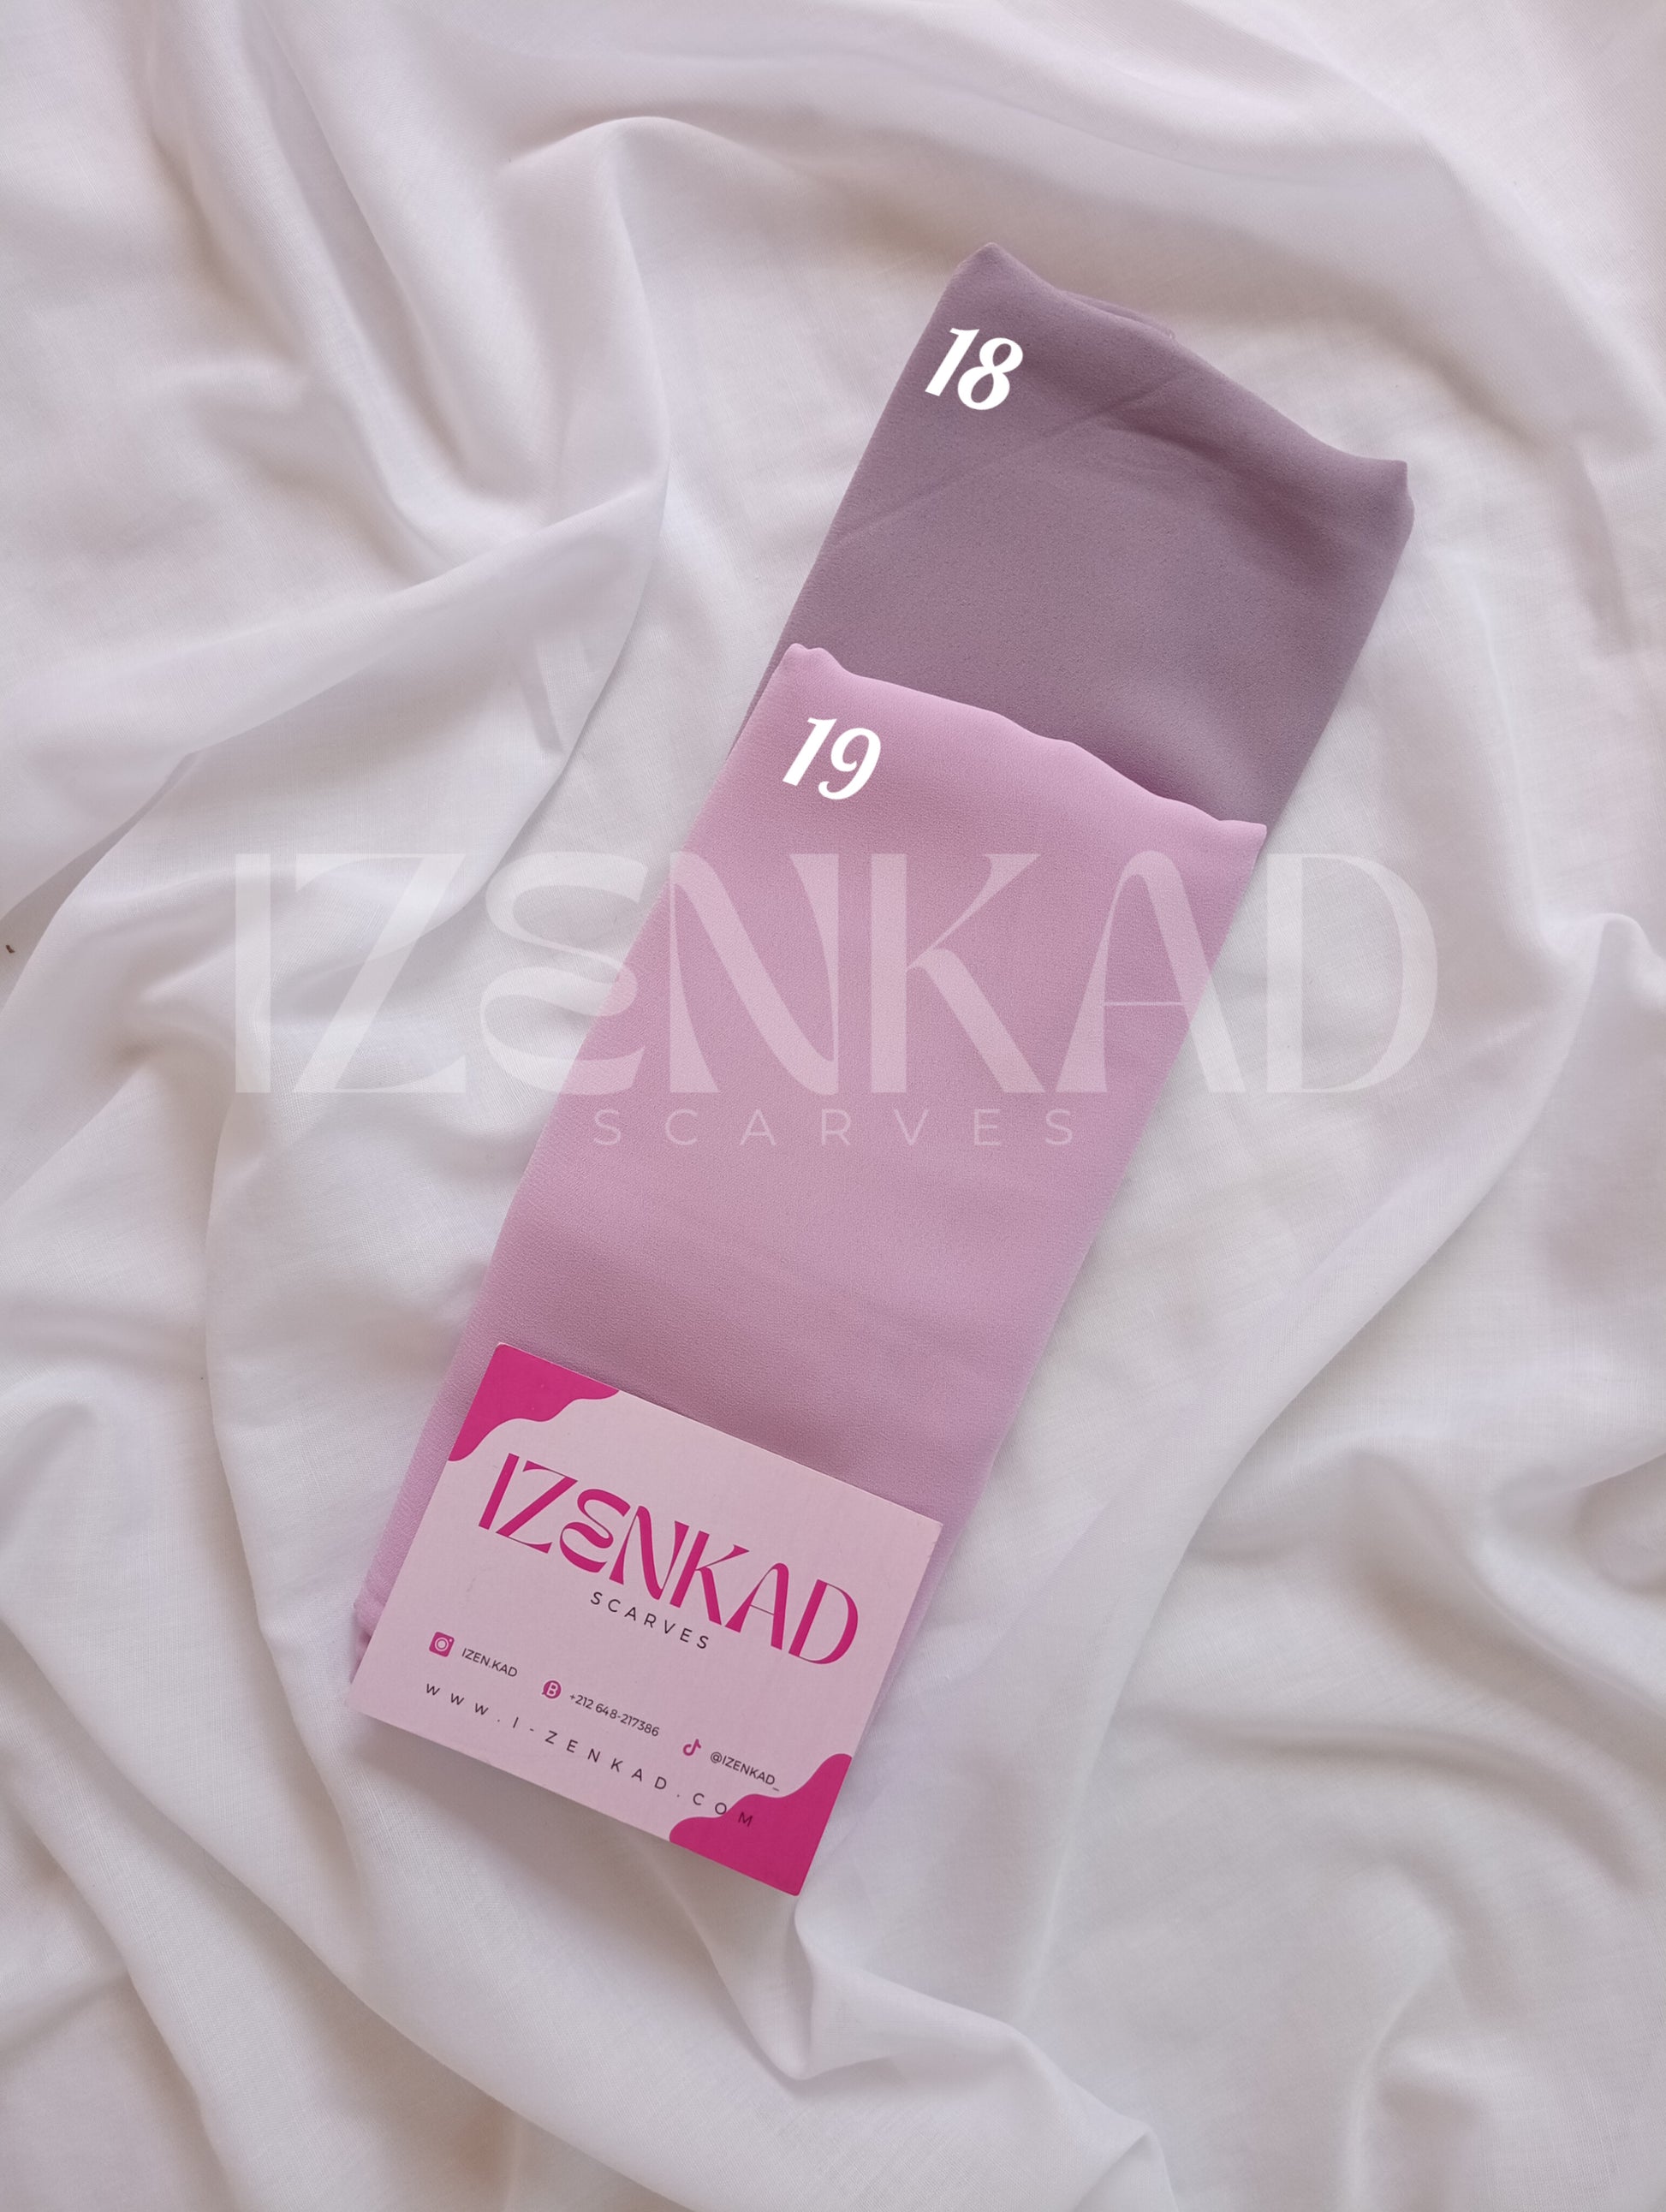 18
19
IZENKAD
SCARVES
IZENKAD
SCARVES
IZEN.KAD
+212 648-217386
@IZENKAD_
WWW.I-ZENKAD.COM